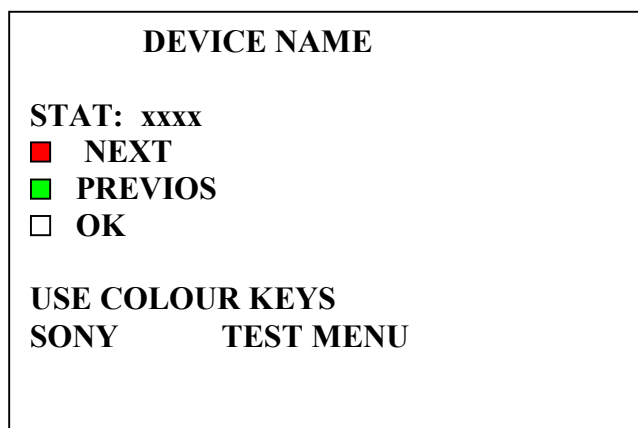 DEVICE NAME
STAT: xxxx
NEXT
PREVIOS
OK
USE COLOUR KEYS
SONY TEST MENU